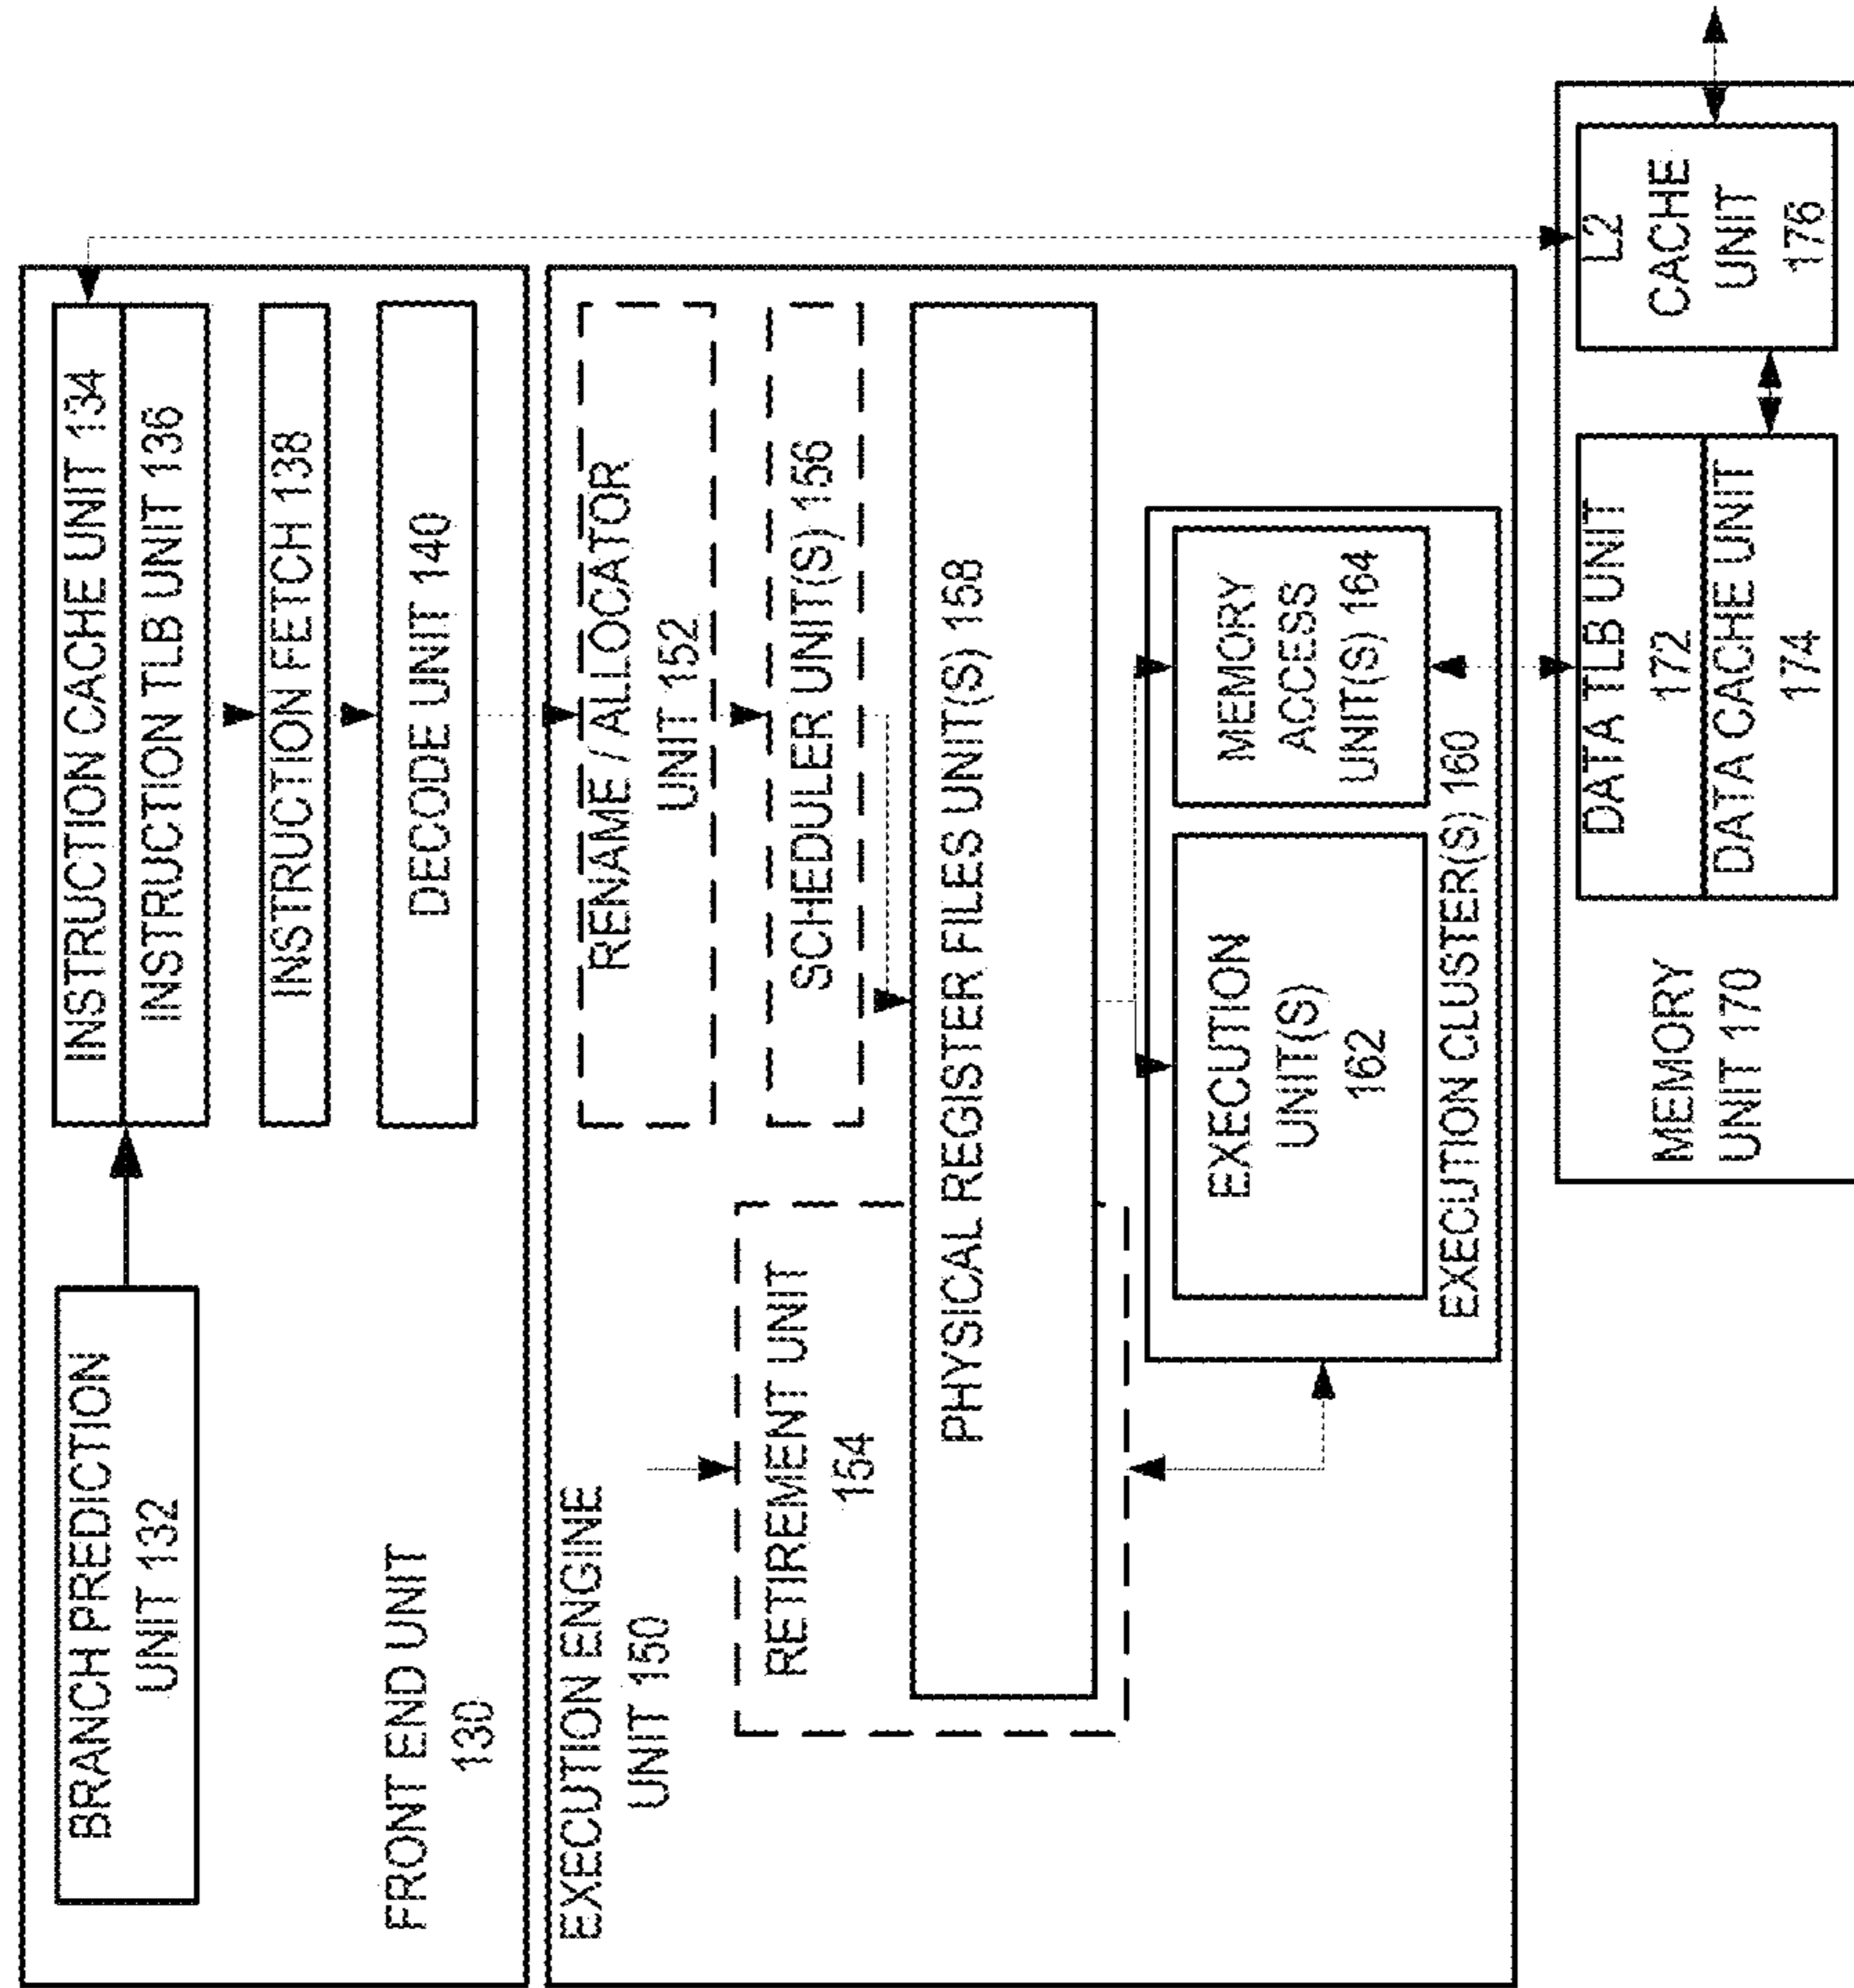 BRANCH PREDICTION
UNIT 132
INSTRUCTION CACHE UNIT 134
INSTRUCTION TLB UNIT 136
INSTRUCTION FETCH 138
DECODE UNIT 140
FRONT END UNIT
130
EXECUTION ENGINE
UNIT 150
RENAME / ALLOCATOR
UNIT 152
RETIREMENT UNIT
154
SCHEDULER UNIT(S) 156
PHYSICAL REGISTER FILES UNIT(S) 158
EXECUTION
UNIT(S)
162
MEMORY
ACCESS
UNIT(S) 164
EXECUTION CLUSTER(S) 160
MEMORY
UNIT 170
DATA TLB UNIT
172
DATA CACHE UNIT
174
L2
CACHE
UNIT
176